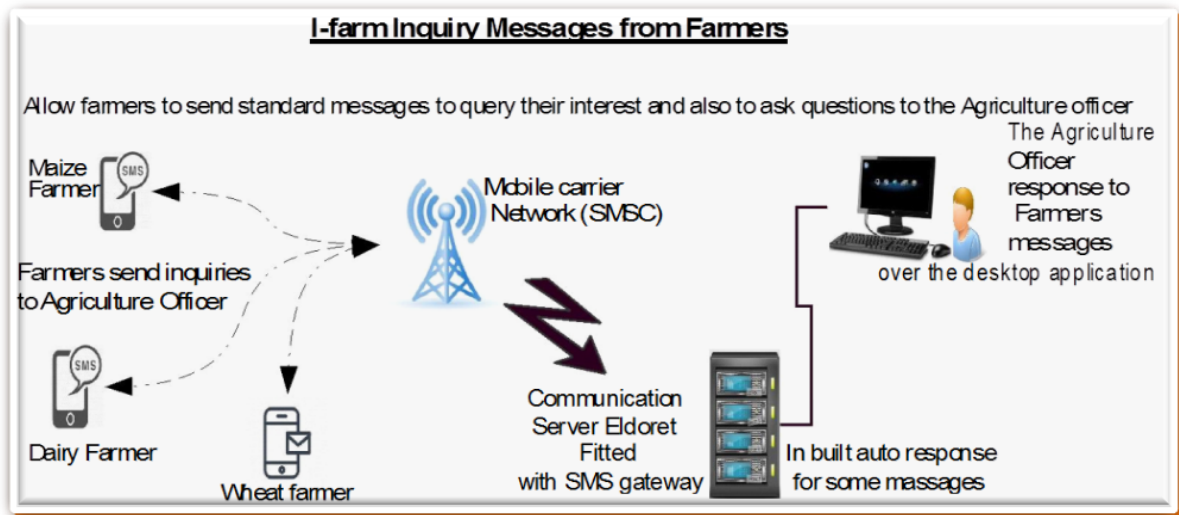 I-farm Inquiry Messages from Farmers
Allow farmers to send standard messages to query their interest and also to ask questions to the Agriculture officer
Maize
Farmer
SMS
Farmers send inquiries
to Agriculture Officer
SMS
Dairy Farmer
Wheat farmer
Mobile carrier
Network (SMSC)
Communication
Server Eldoret
Fitted
with SMS gateway
In built auto response
for some massages
The Agriculture
Officer
response to
Farmers
messages
over the desktop application